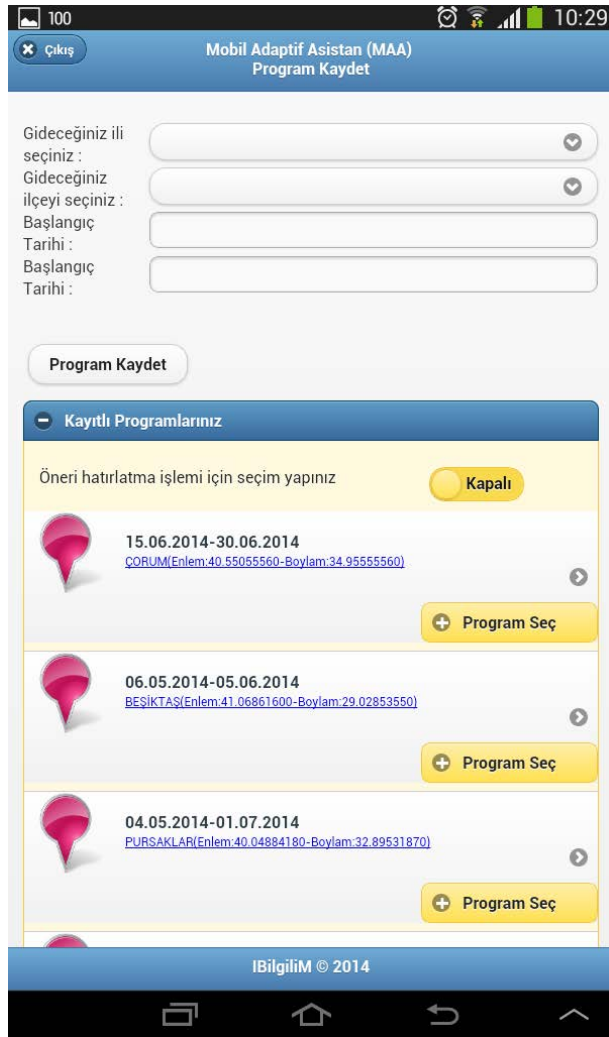 100
10:29
Çıkış
Mobil Adaptif Asistan (MAA)
Program Kaydet
Gideceğiniz ili
seçiniz :
Gideceğiniz
ilçeyi seçiniz :
Başlangıç
Tarihi :
Başlangıç
Tarihi :
Program Kaydet
Kayıtlı Programlarınız
Öneri hatırlatma işlemi için seçim yapınız
Kapalı
15.06.2014-30.06.2014
ÇORUM(Enlem:40.55055560-Boylam:34.95555560)
Program Seç
06.05.2014-05.06.2014
BEŞİKTAŞ(Enlem:41.06861600-Boylam:29.02853550)
Program Seç
04.05.2014-01.07.2014
PURSAKLAR(Enlem:40.04884180-Boylam:32.89531870)
Program Seç
IBilgiliM © 2014